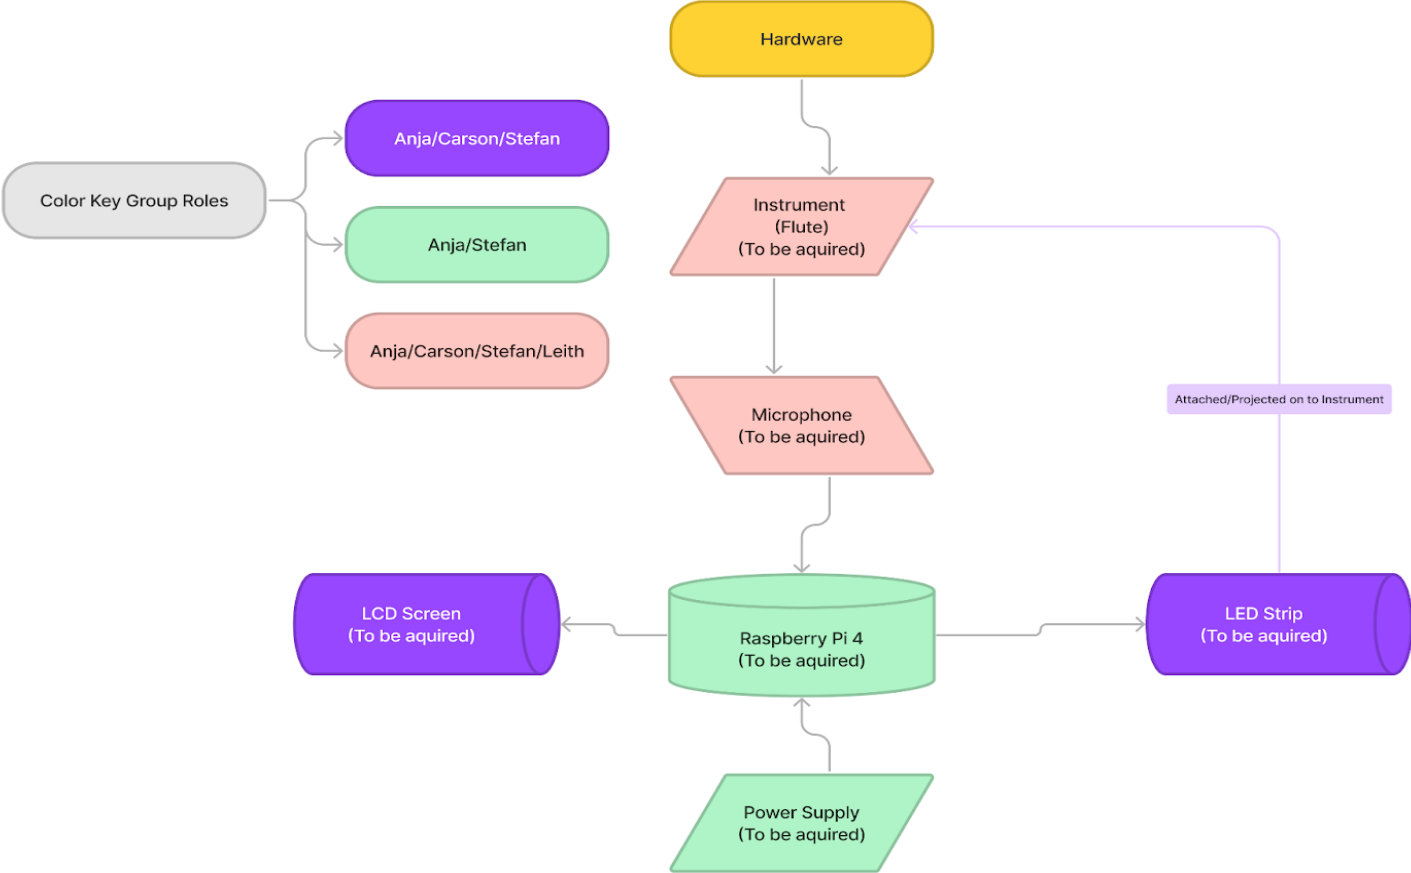 Hardware
Anja/Carson/Stefan
Color Key Group Roles
Anja/Stefan
Anja/Carson/Stefan/Leith
Instrument
(Flute)
(To be aquired)
Microphone
(To be aquired)
Attached/Projected on to Instrument
LCD Screen
(To be aquired)
Raspberry Pi 4
(To be aquired)
LED Strip
(To be aquired)
Power Supply
(To be aquired)